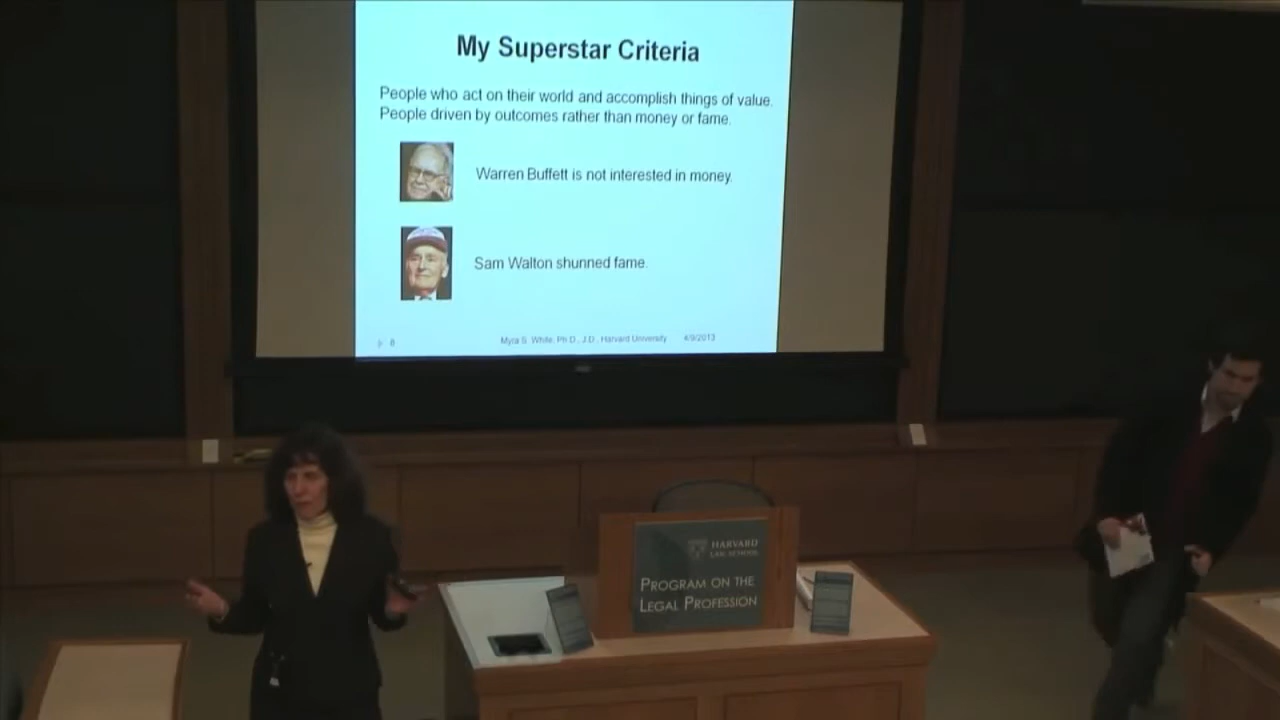 My Superstar Criteria
People who act on their world and accomplish things of value.
People driven by outcomes rather than money or fame.
Warren Buffett is not interested in money.
Sam Walton shunned fame.
8
Myra S. White, Ph.D., J.D., Harvard University 4/9/2013
HARVARD
LAW SCHOOL
PROGRAM ON THE
LEGAL PROFESSION